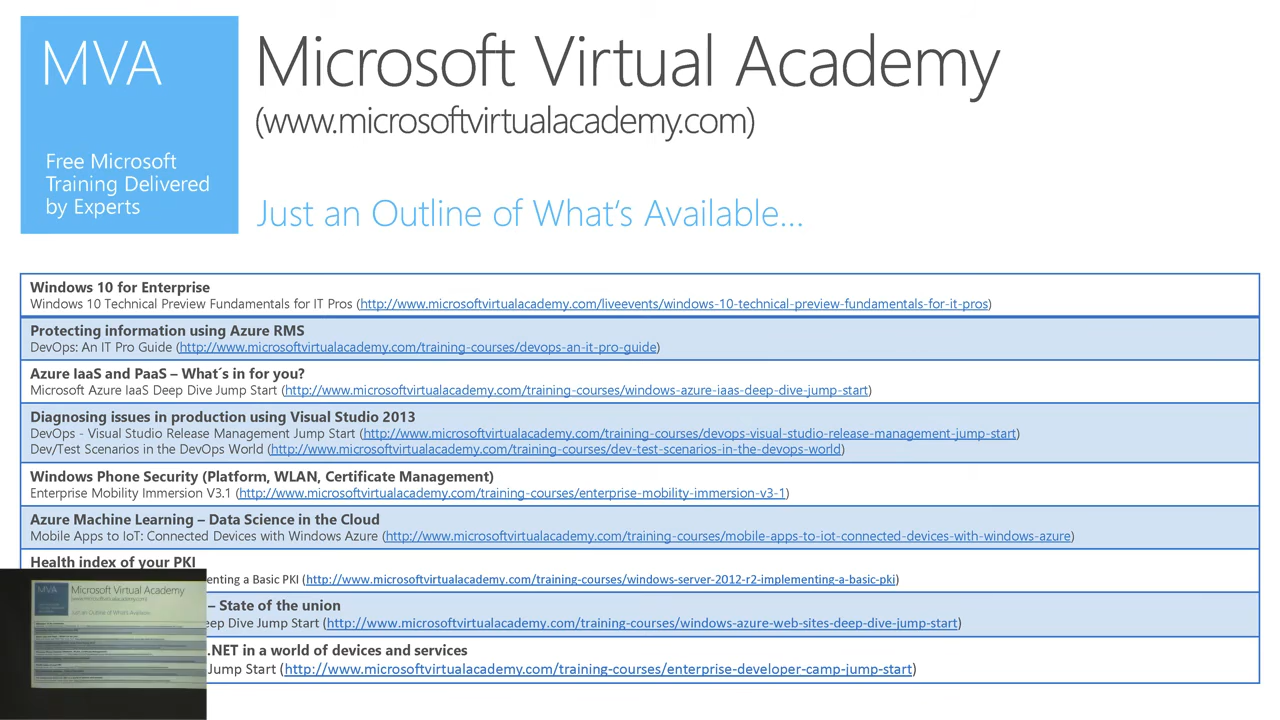 MVA
Free Microsoft
Training Delivered
by Experts
Microsoft Virtual Academy
(www.microsoftvirtualacademy.com)
Just an Outline of What's Available...
Windows 10 for Enterprise
Windows 10 Technical Preview Fundamentals for IT Pros (http://www.microsoftvirtualacademy.com/liveevents/windows-10-technical-preview-fundamentals-for-it-pros)
Protecting information using Azure RMS
DevOps: An IT Pro Guide (http://www.microsoftvirtualacademy.com/training-courses/devops-an-it-pro-guide)
Azure IaaS and PaaS – What´s in for you?
Microsoft Azure IaaS Deep Dive Jump Start (http://www.microsoftvirtualacademy.com/training-courses/windows-azure-iaas-deep-dive-jump-start)
Diagnosing issues in production using Visual Studio 2013
DevOps - Visual Studio Release Management Jump Start (http://www.microsoftvirtualacademy.com/training-courses/devops-visual-studio-release-management-jump-start)
Dev/Test Scenarios in the DevOps World (http://www.microsoftvirtualacademy.com/training-courses/dev-test-scenarios-in-the-devops-world)
Windows Phone Security (Platform, WLAN, Certificate Management)
Enterprise Mobility Immersion V3.1 (http://www.microsoftvirtualacademy.com/training-courses/enterprise-mobility-immersion-v3-1)
Azure Machine Learning – Data Science in the Cloud
Mobile Apps to IoT: Connected Devices with Windows Azure (http://www.microsoftvirtualacademy.com/training-courses/mobile-apps-to-iot-connected-devices-with-windows-azure)
Health index of your PKI
enting a Basic PKI (http://www.microsoftvirtualacademy.com/training-courses/windows-server-2012-r2-implementing-a-basic-pki)
– State of the union
eep Dive Jump Start (http://www.microsoftvirtualacademy.com/training-courses/windows-azure-web-sites-deep-dive-jump-start)
.NET in a world of devices and services
Jump Start (http://www.microsoftvirtualacademy.com/training-courses/enterprise-developer-camp-jump-start)
MVA
Microsoft Virtual Academy
(www.microsoftvirtualacademy.com)
Just an Outline of What's Available...